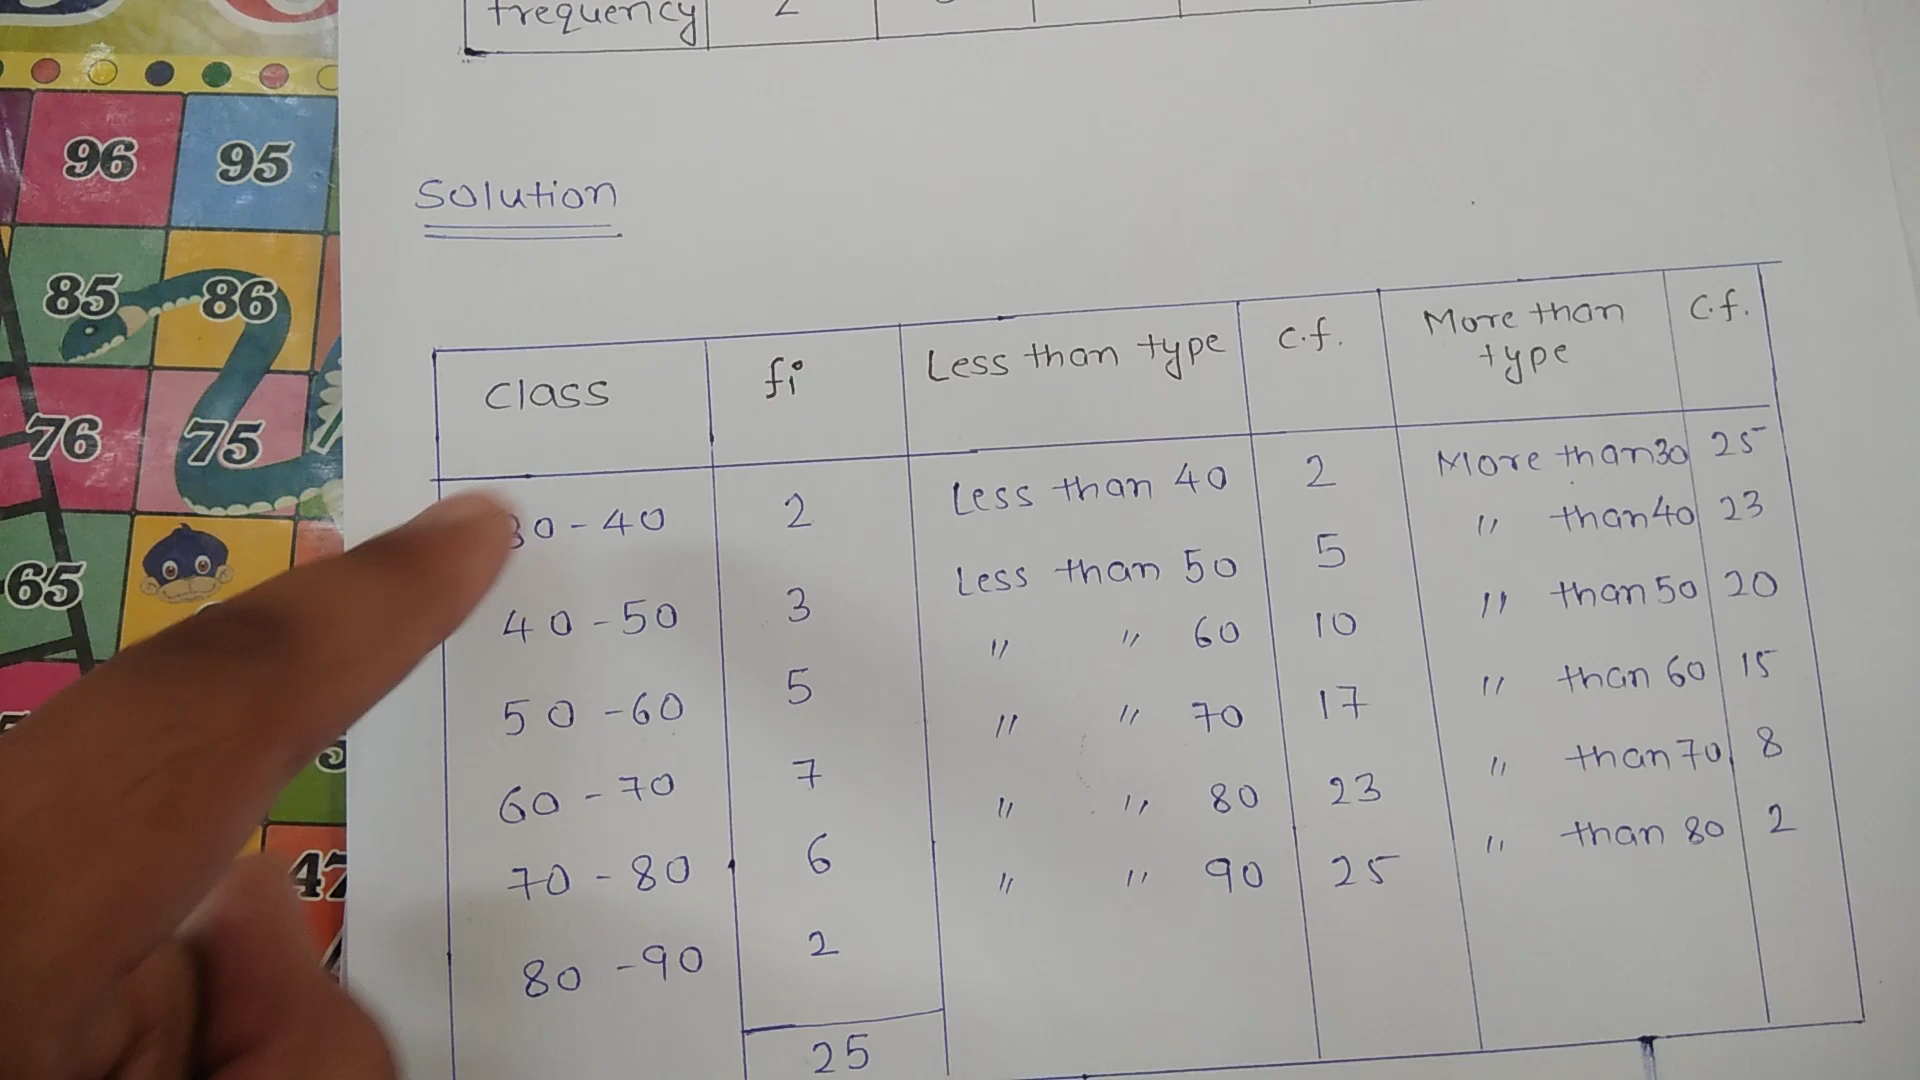 frequency 2
Solution
Class fi Less than type c.f. More than type c.f.
30-40 2 Less than 40 2 More than 30 25
40-50 3 Less than 50 5 " than 40 23
50-60 5 " " 60 10 " than 50 20
60-70 7 " " 70 17 " than 60 15
70-80 6 " " 80 23 " than 70 8
80-90 2 " " 90 25 " than 80 2
25
96 95
85 86
76 75
65
47